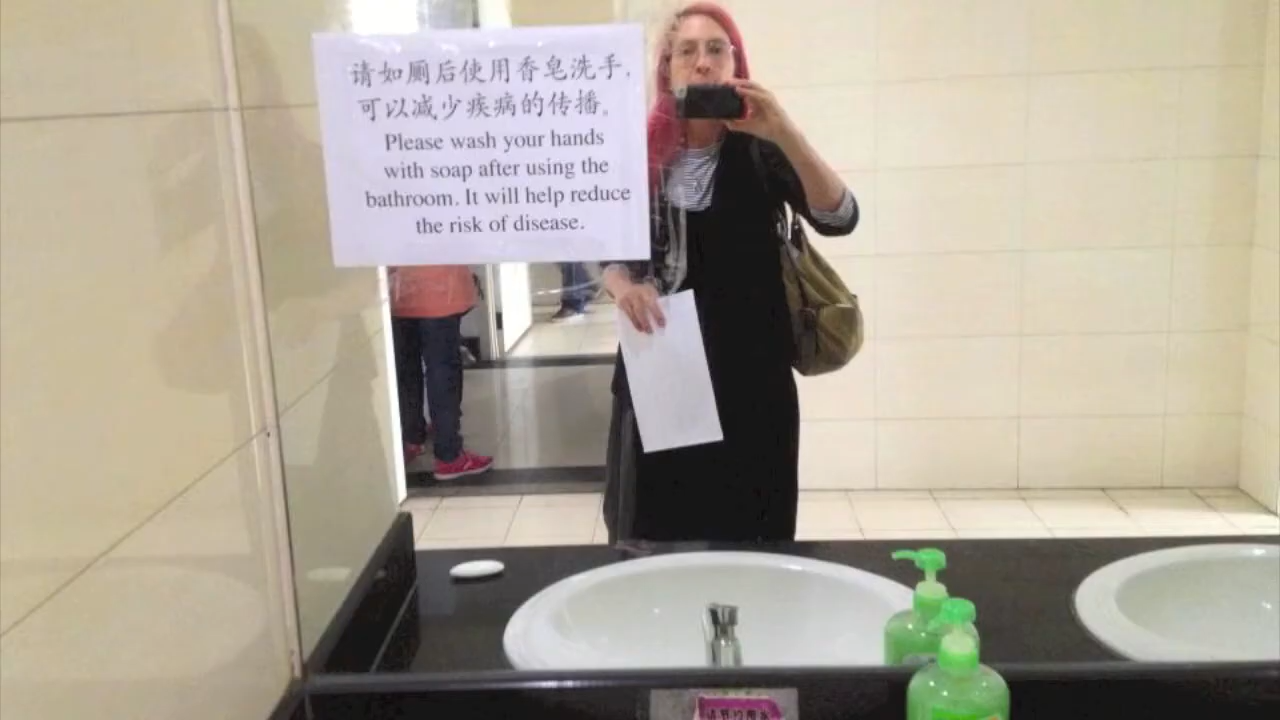 请如厕后使用香皂洗手,
可以减少疾病的传播。
Please wash your hands
with soap after using the
bathroom. It will help reduce
the risk of disease.